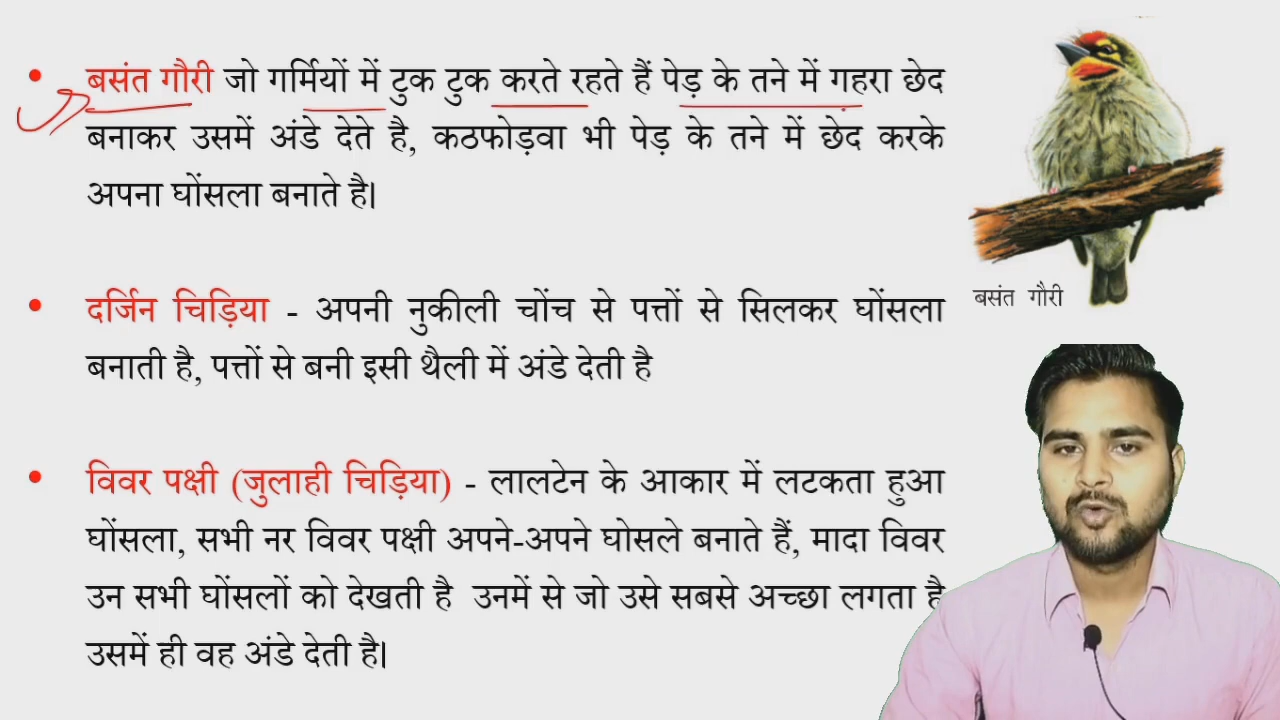 बसंत गौरी जो गर्मियों में टुक टुक करते रहते हैं पेड़ के तने में गहरा छेद
बनाकर उसमें अंडे देते है, कठफोड़वा भी पेड़ के तने में छेद करके
अपना घोंसला बनाते है।
बसंत गौरी
दर्जिन चिड़िया - अपनी नुकीली चोंच से पत्तों से सिलकर घोंसला
बनाती है, पत्तों से बनी इसी थैली में अंडे देती है
विवर पक्षी (जुलाही चिड़िया) - लालटेन के आकार में लटकता हुआ
घोंसला, सभी नर विवर पक्षी अपने-अपने घोसले बनाते हैं, मादा विवर
उन सभी घोंसलों को देखती है उनमें से जो उसे सबसे अच्छा लगता है
उसमें ही वह अंडे देती है।